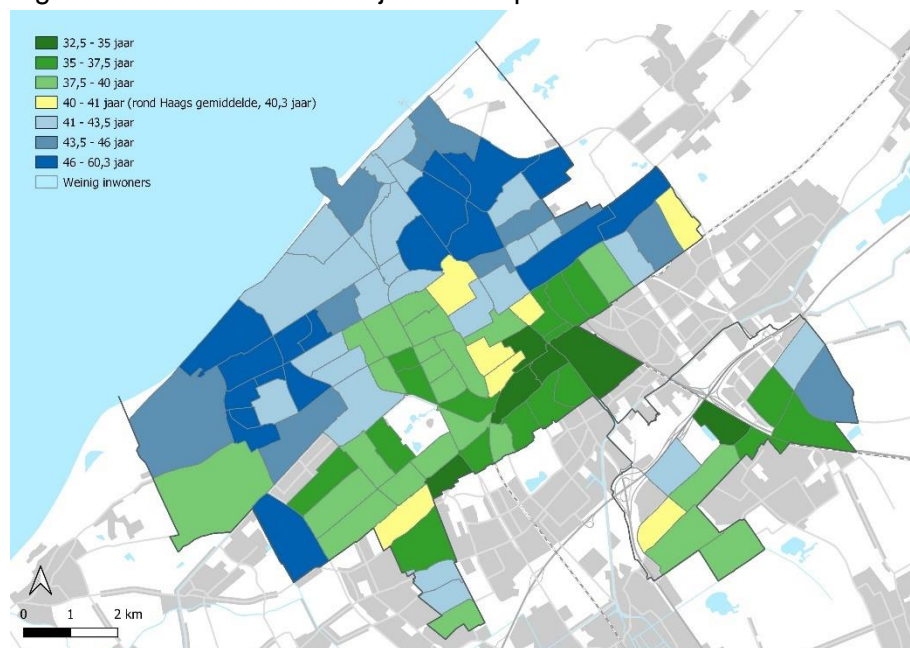 32,5 - 35 jaar
35 - 37,5 jaar
37,5 - 40 jaar
40 - 41 jaar (rond Haags gemiddelde, 40,3 jaar)
41 - 43,5 jaar
43,5 - 46 jaar
46 - 60,3 jaar
Weinig inwoners
0 1 2 km